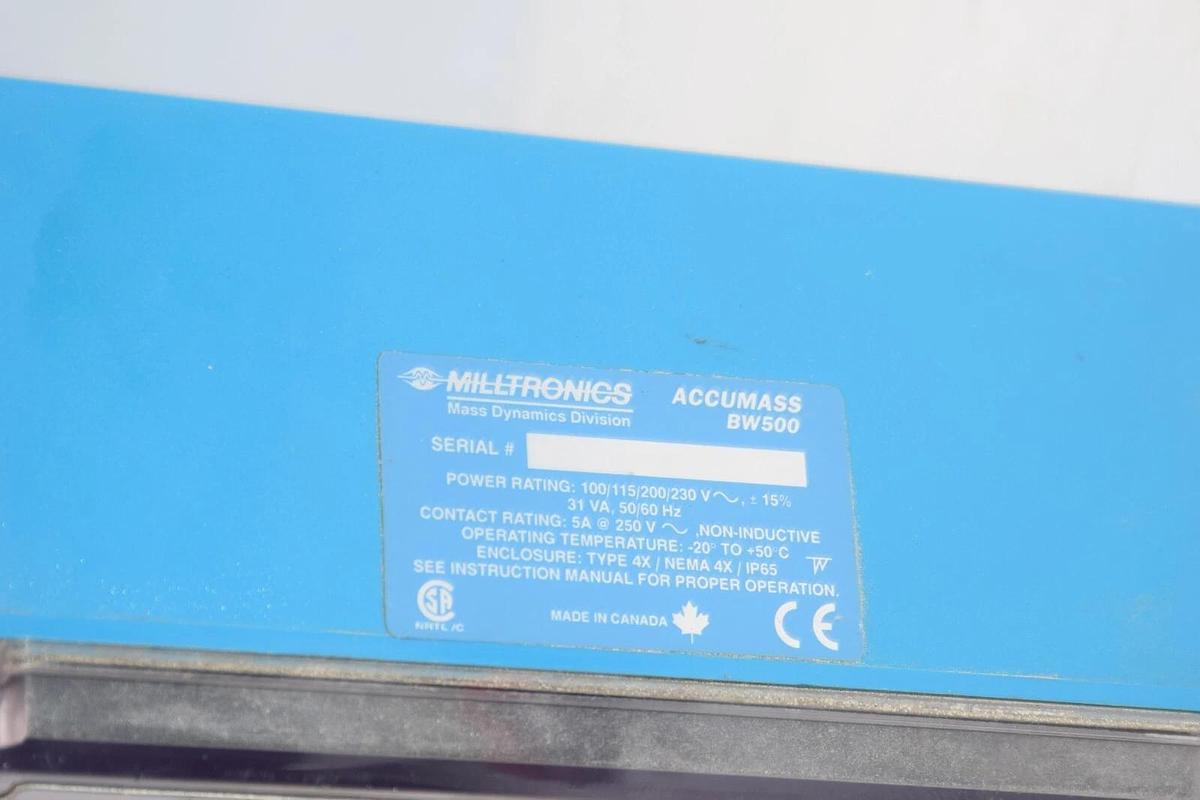 MILLTRONICS
Mass Dynamics Division
ACCUMASS
BW500
SERIAL #
POWER RATING: 100/115/200/230 V ~, ± 15%
31 VA, 50/60 Hz
CONTACT RATING: 5A @ 250 V ~ ,NON-INDUCTIVE
OPERATING TEMPERATURE: -20° TO +50°C
ENCLOSURE: TYPE 4X / NEMA 4X / IP65
SEE INSTRUCTION MANUAL FOR PROPER OPERATION.
NRTL /C
MADE IN CANADA
CE